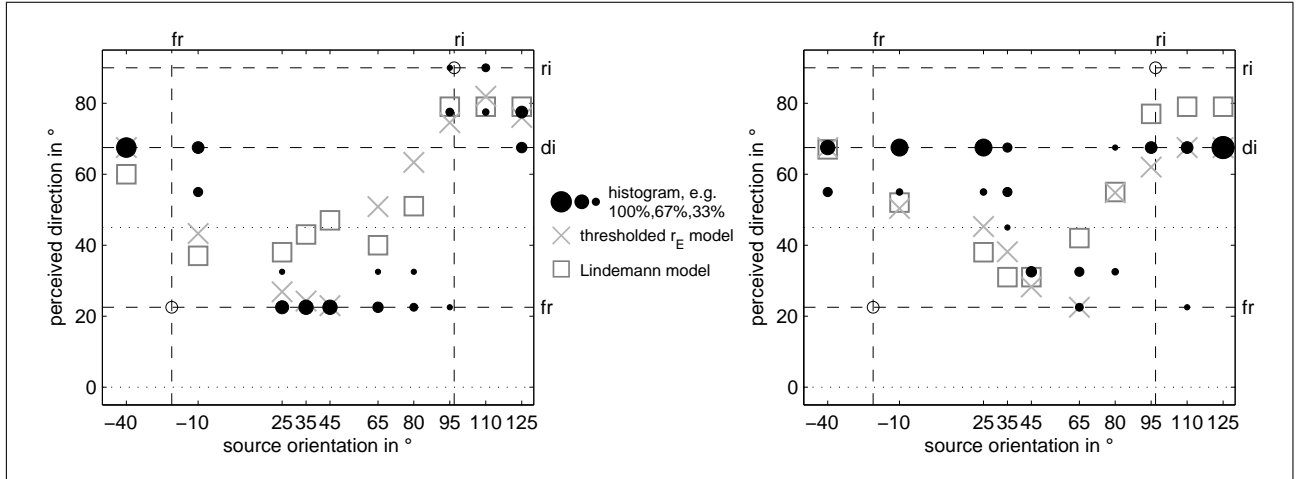 fr ri
perceived direction in °
80
60
40
20
0
ri
di
fr
−40 −10 25 35 45 65 80 95 110 125
source orientation in °
histogram, e.g.
100%,67%,33%
thresholded r_E model
Lindemann model
fr ri
perceived direction in °
80
60
40
20
0
ri
di
fr
−40 −10 25 35 45 65 80 95 110 125
source orientation in °